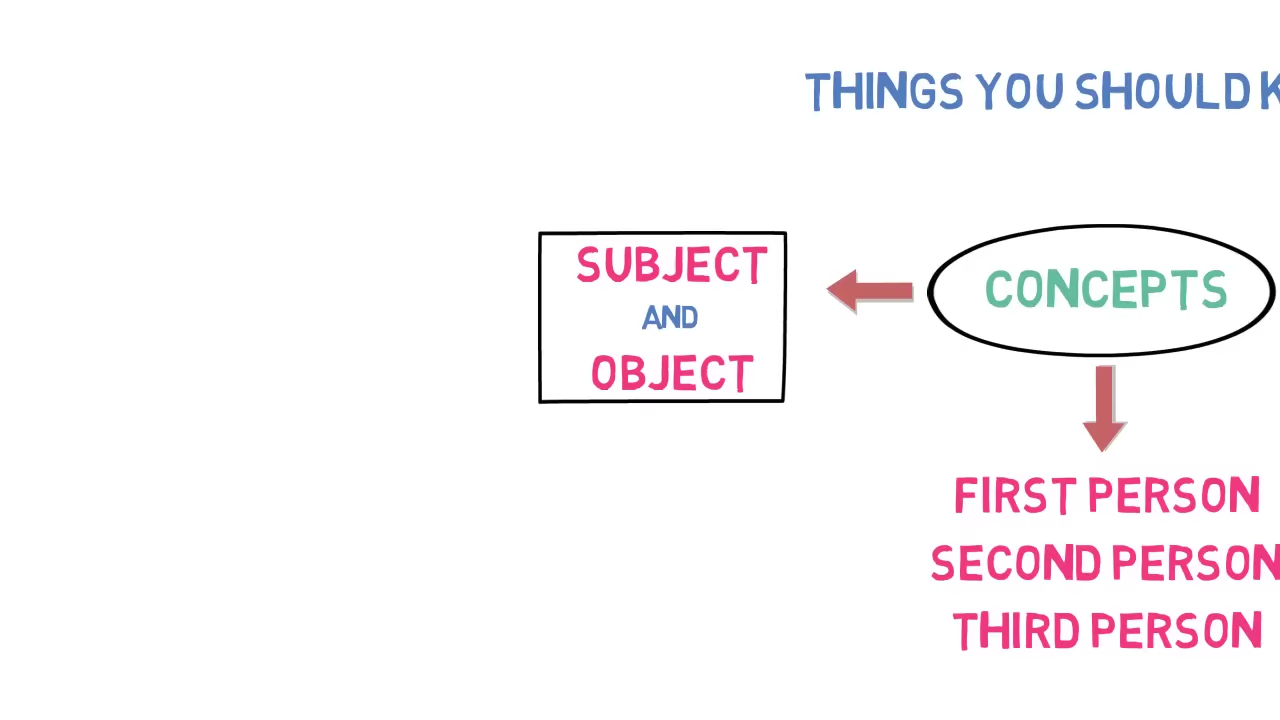 THINGS YOU SHOULD K
SUBJECT
AND
OBJECT
CONCEPTS
FIRST PERSON
SECOND PERSON
THIRD PERSON